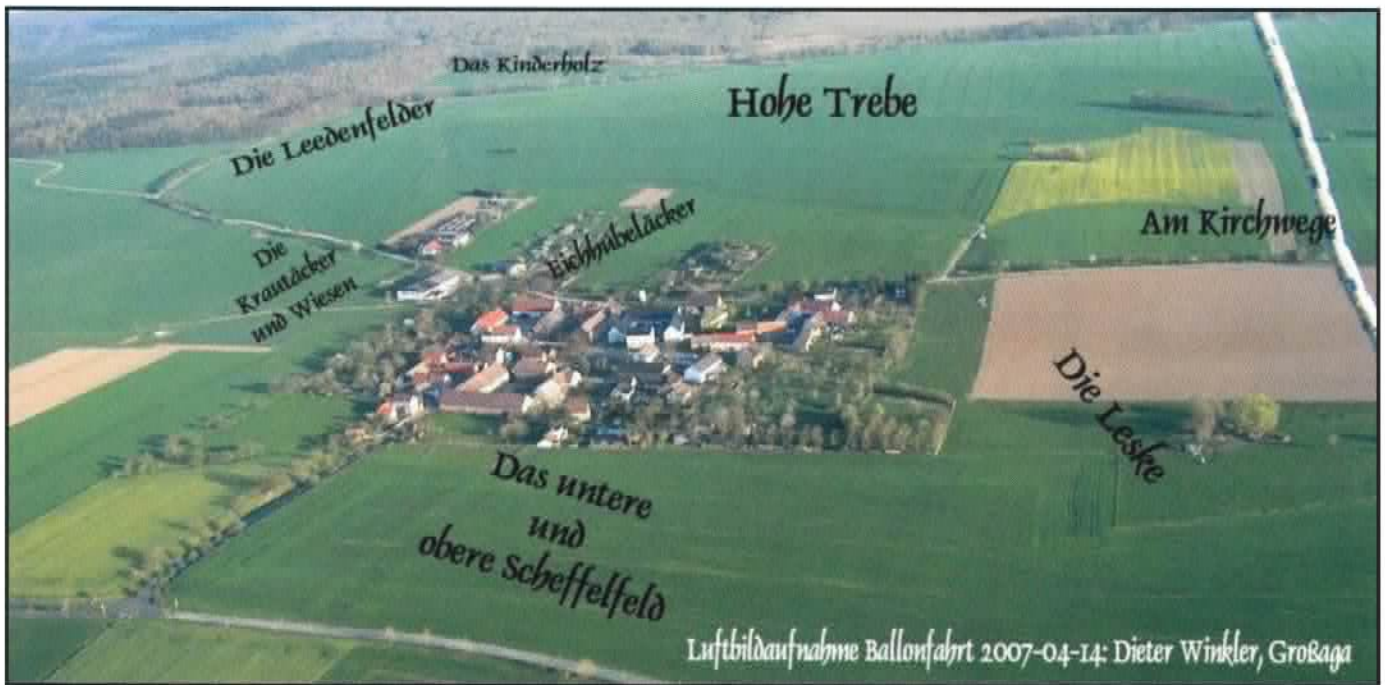 Das Kinderholz
Hohe Trebe
Die Leedenfelder
Am Kirchwege
Eichhübeläcker
Die
Krautäcker
und Wiesen
Die Leske
Das untere
und
obere Scheffelfeld
Luftbildaufnahme Ballonfahrt 2007-04-14: Dieter Winkler, Großaga